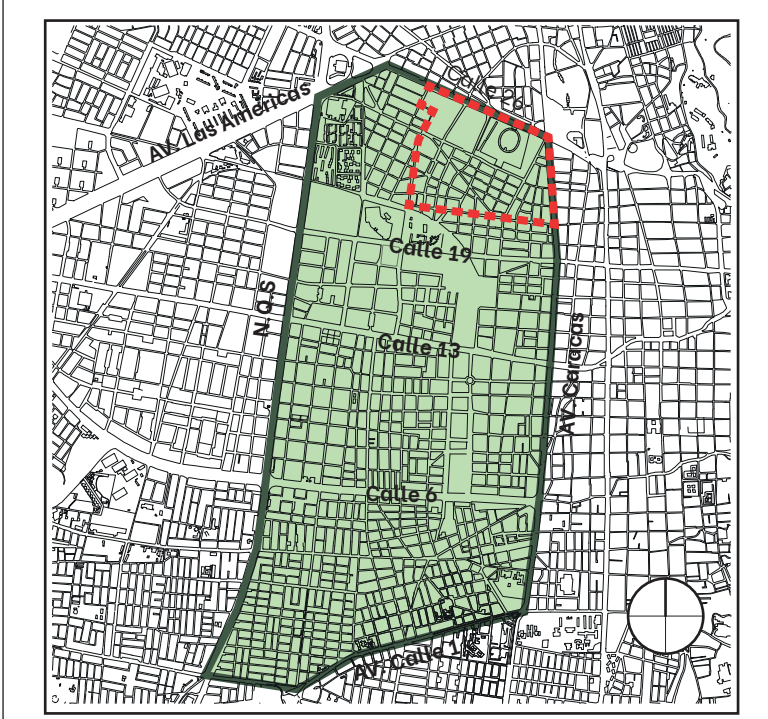 Calle 26
AV. Las Americas
Calle 19
N.Q.S
Calle 13
AV. Caracas
Calle 6
AV. Calle 1